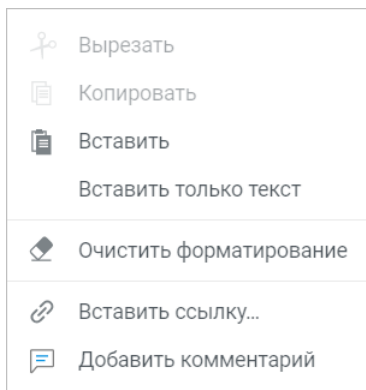 Вырезать
Копировать
Вставить
Вставить только текст
Очистить форматирование
Вставить ссылку...
Добавить комментарий